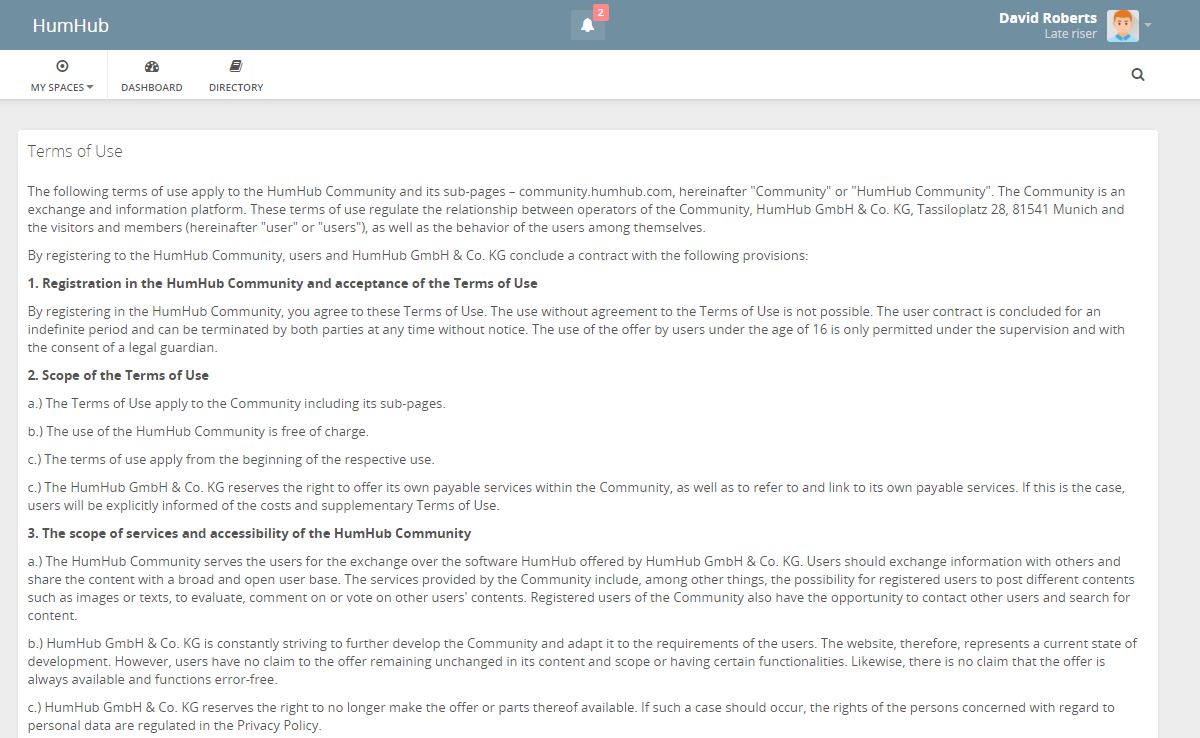 HumHub
2
David Roberts
Late riser
MY SPACES
DASHBOARD
DIRECTORY
Terms of Use
The following terms of use apply to the HumHub Community and its sub-pages – community.humhub.com, hereinafter "Community" or "HumHub Community". The Community is an
exchange and information platform. These terms of use regulate the relationship between operators of the Community, HumHub GmbH & Co. KG, Tassiloplatz 28, 81541 Munich and
the visitors and members (hereinafter "user" or "users"), as well as the behavior of the users among themselves.
By registering to the HumHub Community, users and HumHub GmbH & Co. KG conclude a contract with the following provisions:
1. Registration in the HumHub Community and acceptance of the Terms of Use
By registering in the HumHub Community, you agree to these Terms of Use. The use without agreement to the Terms of Use is not possible. The user contract is concluded for an
indefinite period and can be terminated by both parties at any time without notice. The use of the offer by users under the age of 16 is only permitted under the supervision and with
the consent of a legal guardian.
2. Scope of the Terms of Use
a.) The Terms of Use apply to the Community including its sub-pages.
b.) The use of the HumHub Community is free of charge.
c.) The terms of use apply from the beginning of the respective use.
c.) The HumHub GmbH & Co. KG reserves the right to offer its own payable services within the Community, as well as to refer to and link to its own payable services. If this is the case,
users will be explicitly informed of the costs and supplementary Terms of Use.
3. The scope of services and accessibility of the HumHub Community
a.) The HumHub Community serves the users for the exchange over the software HumHub offered by HumHub GmbH & Co. KG. Users should exchange information with others and
share the content with a broad and open user base. The services provided by the Community include, among other things, the possibility for registered users to post different contents
such as images or texts, to evaluate, comment on or vote on other users' contents. Registered users of the Community also have the opportunity to contact other users and search for
content.
b.) HumHub GmbH & Co. KG is constantly striving to further develop the Community and adapt it to the requirements of the users. The website, therefore, represents a current state of
development. However, users have no claim to the offer remaining unchanged in its content and scope or having certain functionalities. Likewise, there is no claim that the offer is
always available and functions error-free.
c.) HumHub GmbH & Co. KG reserves the right to no longer make the offer or parts thereof available. If such a case should occur, the rights of the persons concerned with regard to
personal data are regulated in the Privacy Policy.